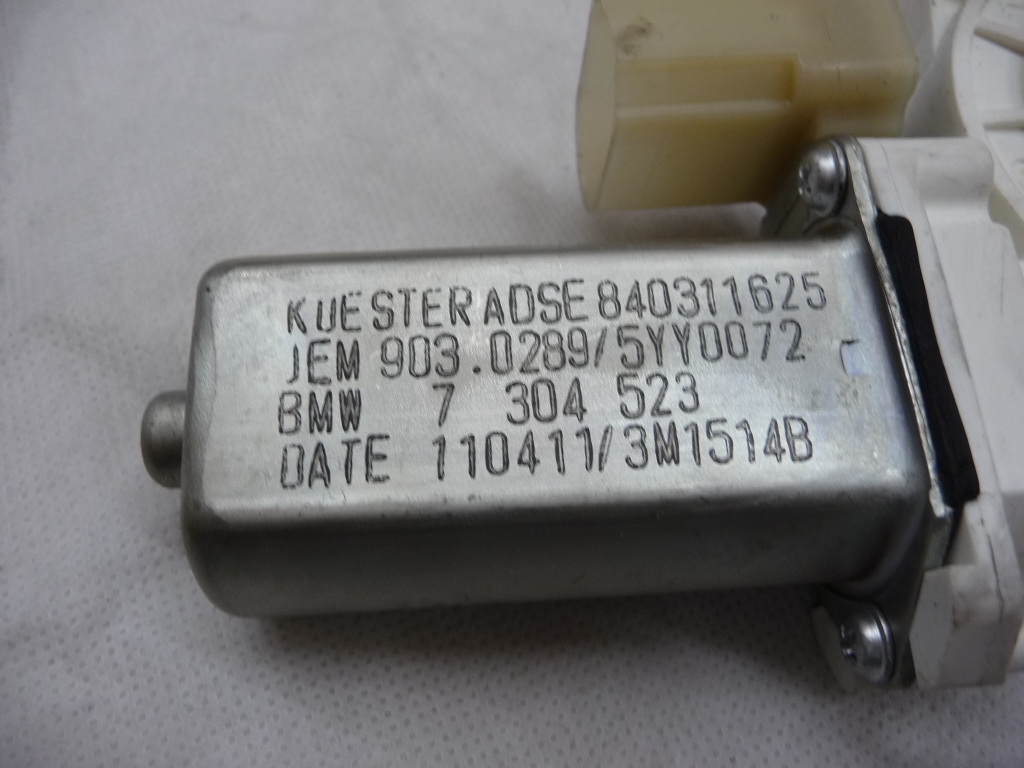 KUESTER ADSE 840311625
JEM 903.0289/5YY0072
BMW 7 304 523
DATE 110411/3M1514B